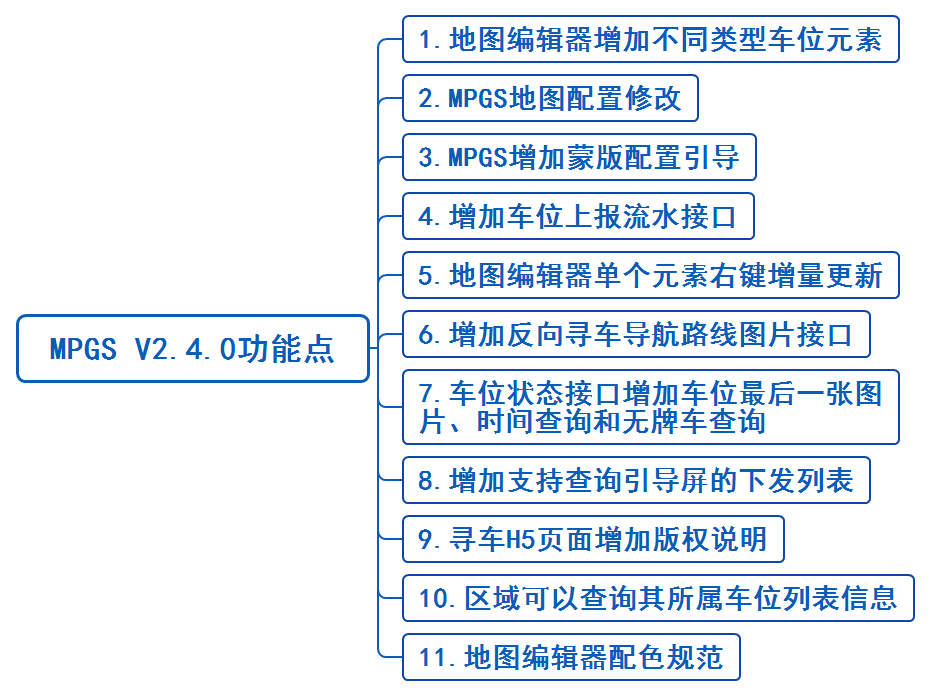 MPGS V2.4.0功能点
1.地图编辑器增加不同类型车位元素
2.MPGS地图配置修改
3.MPGS增加蒙版配置引导
4.增加车位上报流水接口
5.地图编辑器单个元素右键增量更新
6.增加反向寻车导航路线图片接口
7.车位状态接口增加车位最后一张图
片、时间查询和无牌车查询
8.增加支持查询引导屏的下发列表
9.寻车H5页面增加版权说明
10.区域可以查询其所属车位列表信息
11.地图编辑器配色规范